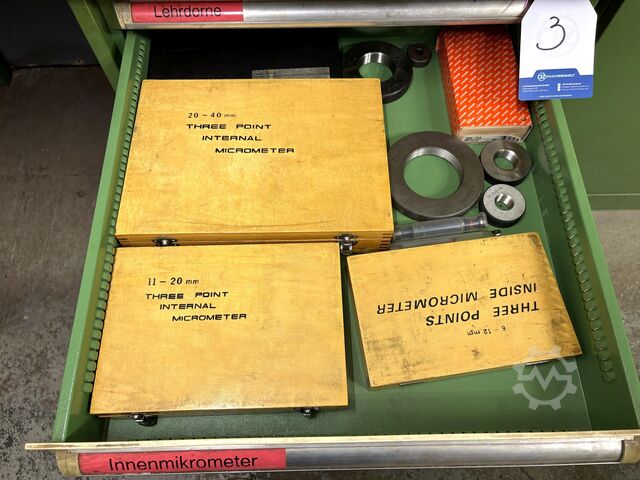 Lehrdorne
Innenmikrometer
3
20 - 40 mm
THREE POINT
INTERNAL
MICROMETER
11 - 20 mm
THREE POINT
INTERNAL
MICROMETER
6 - 12 mm
THREE POINTS
INSIDE MICROMETER